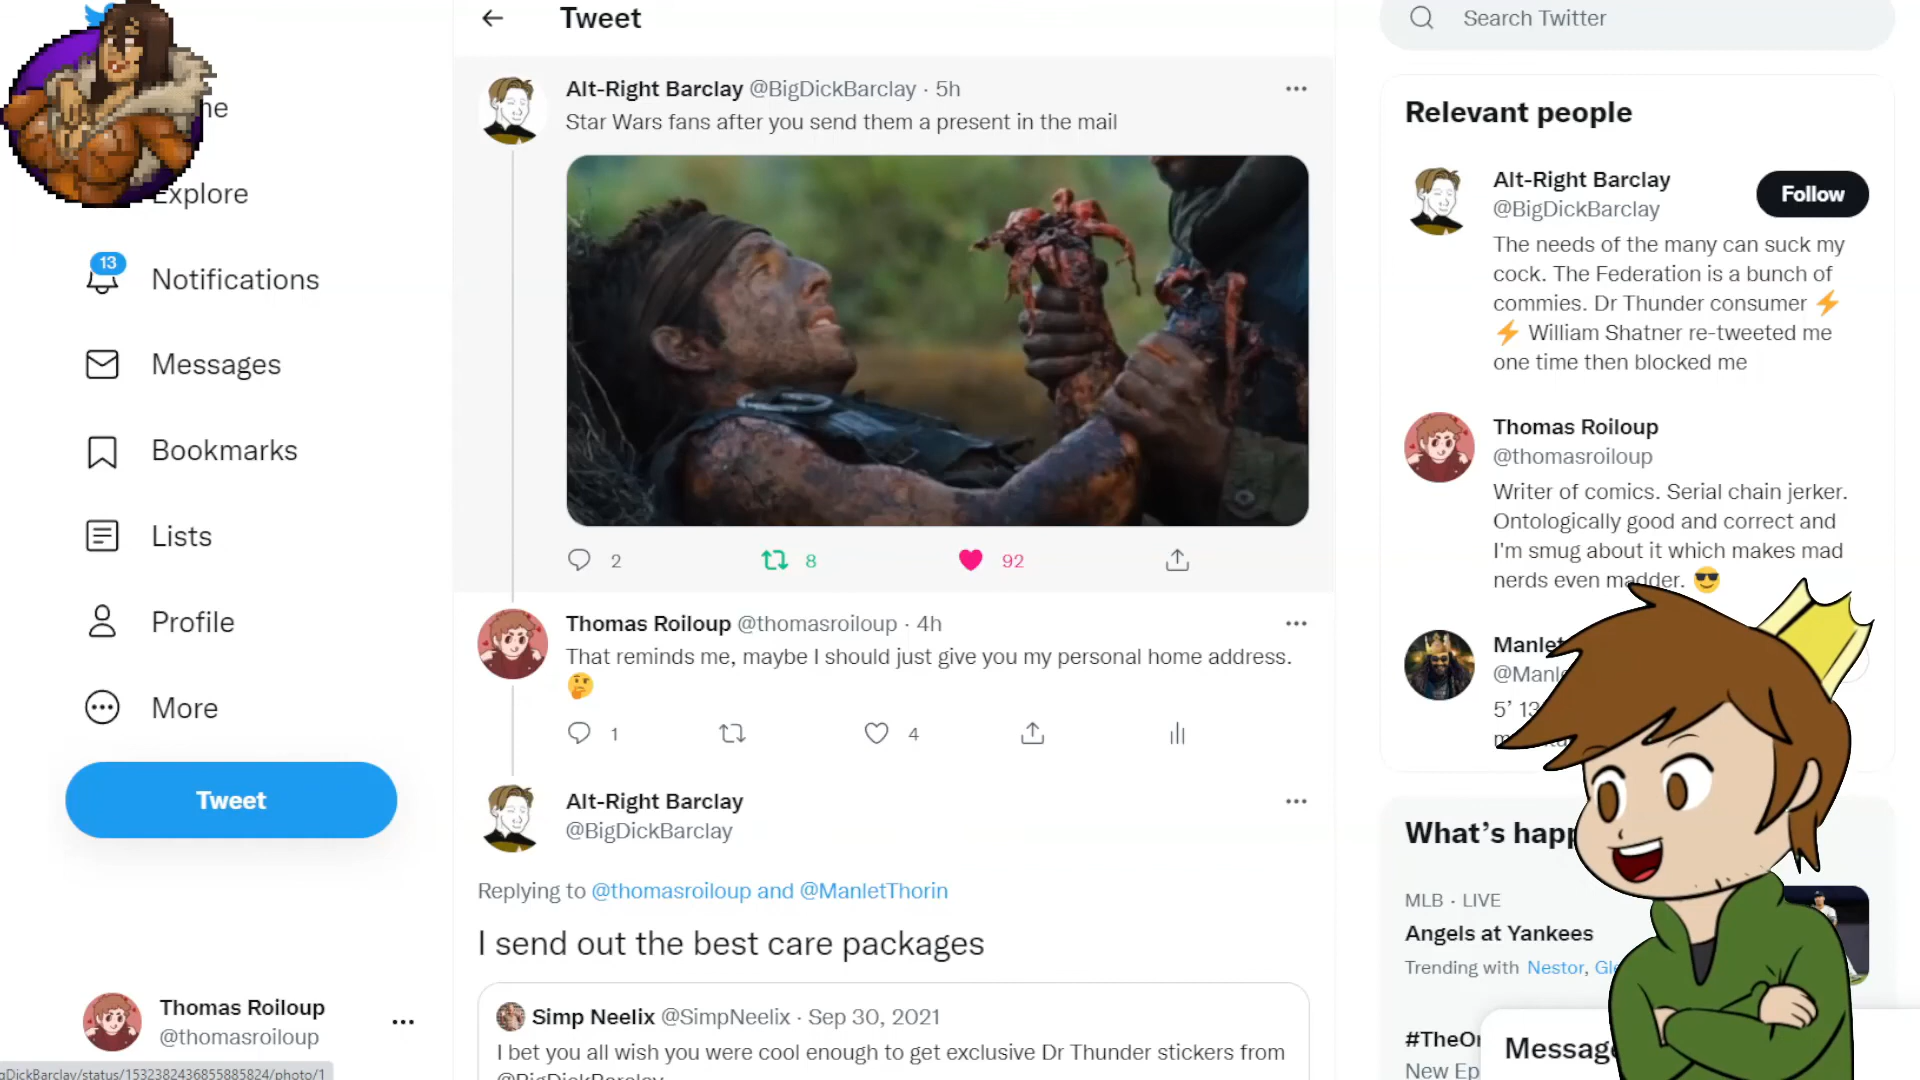 Tweet
Search Twitter
Explore
13
Notifications
Messages
Bookmarks
Lists
Profile
More
Tweet
Thomas Roiloup
@thomasroiloup
Alt-Right Barclay @BigDickBarclay · 5h
Star Wars fans after you send them a present in the mail
2 8 92
Thomas Roiloup @thomasroiloup · 4h
That reminds me, maybe I should just give you my personal home address.
🤔
1 4
Alt-Right Barclay
@BigDickBarclay
Replying to @thomasroiloup and @ManletThorin
I send out the best care packages
Simp Neelix @SimpNeelix · Sep 30, 2021
I bet you all wish you were cool enough to get exclusive Dr Thunder stickers from
@BigDickBarclay
Relevant people
Alt-Right Barclay
@BigDickBarclay
Follow
The needs of the many can suck my
cock. The Federation is a bunch of
commies. Dr Thunder consumer ⚡
⚡ William Shatner re-tweeted me
one time then blocked me
Thomas Roiloup
@thomasroiloup
Writer of comics. Serial chain jerker.
Ontologically good and correct and
I'm smug about it which makes mad
nerds even madder. 😎
Manlet
5' 13
What's happ
MLB · LIVE
Angels at Yankees
Trending with Nestor,
Message
New Ep
gDickBarclay/status/1532382436855885824/photo/1